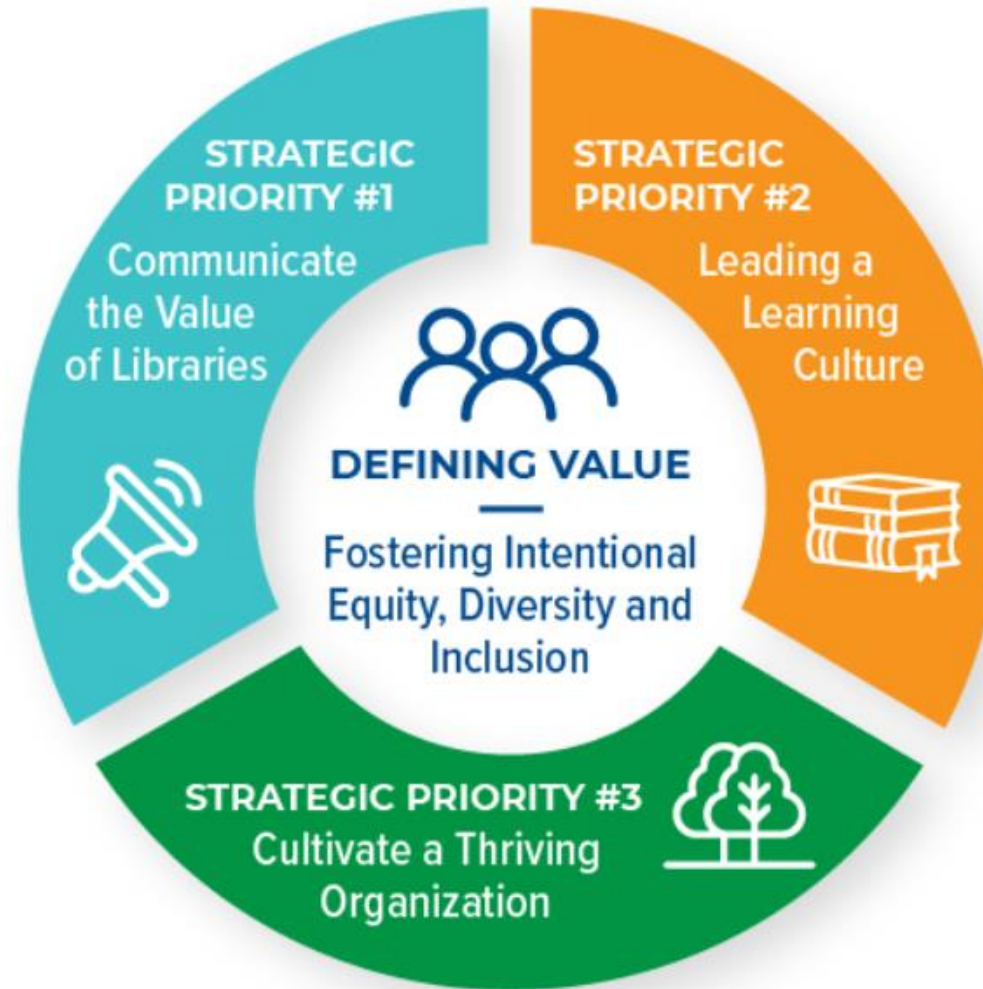 STRATEGIC
PRIORITY #1
Communicate
the Value
of Libraries
STRATEGIC
PRIORITY #2
Leading a
Learning
Culture
DEFINING VALUE
Fostering Intentional
Equity, Diversity and
Inclusion
STRATEGIC PRIORITY #3
Cultivate a Thriving
Organization